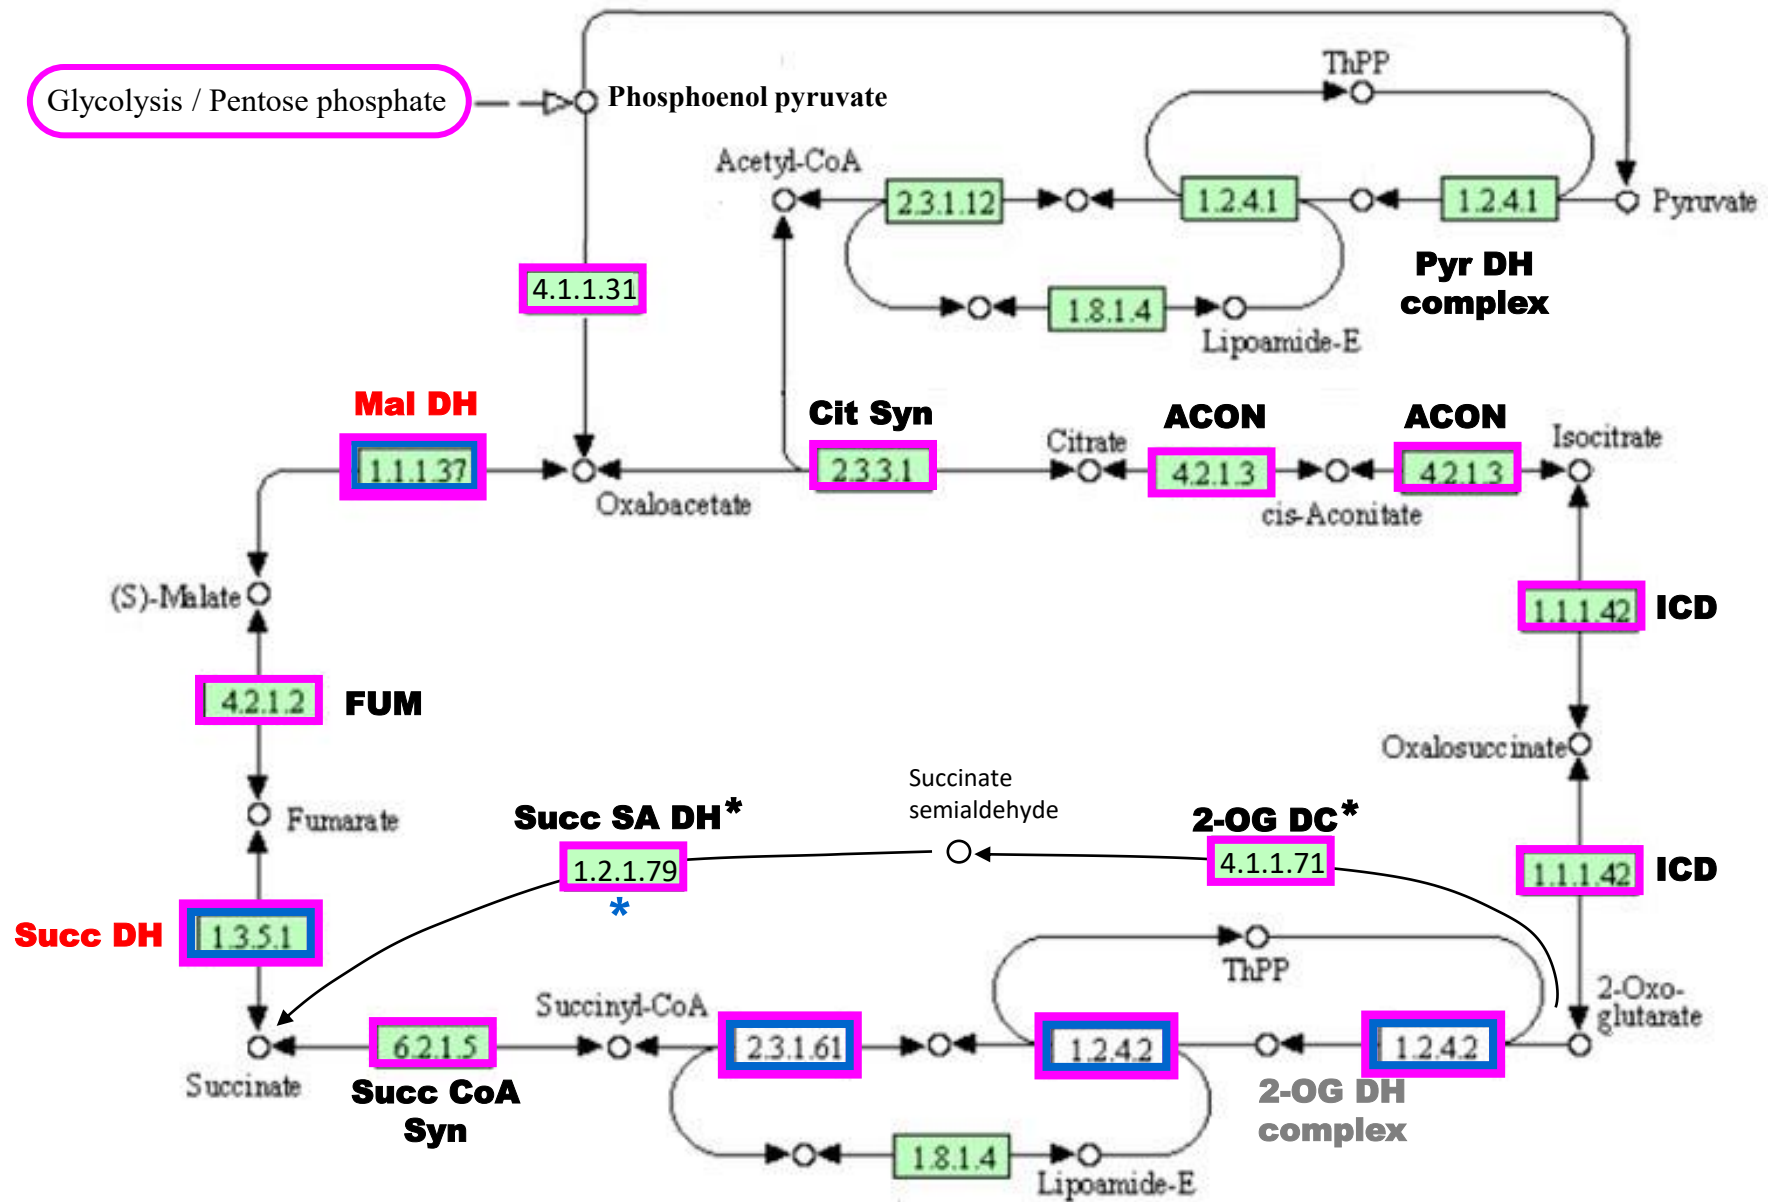 ThPP
Glycolysis / Pentose phosphate
Phosphoenol pyruvate
Acetyl-CoA
2.3.1.12
1.2.4.1
1.2.4.1
Pyruvate
Pyr DH
complex
4.1.1.31
1.8.1.4
Lipoamide-E
Mal DH
Cit Syn
ACON
ACON
1.1.1.37
Oxaloacetate
2.3.3.1
Citrate
4.2.1.3
cis-Aconitate
4.2.1.3
Isocitrate
(S)-Malate
1.1.1.42
ICD
4.2.1.2
FUM
Oxalosuccinate
Fumarate
Succ SA DH*
Succinate
semialdehyde
2-OG DC*
1.2.1.79
*
4.1.1.71
1.1.1.42
ICD
Succ DH
1.3.5.1
ThPP
2-Oxo-
glutarate
Succinyl-CoA
Succinate
6.2.1.5
2.3.1.61
1.2.4.2
1.2.4.2
Succ CoA
Syn
2-OG DH
complex
1.8.1.4
Lipoamide-E